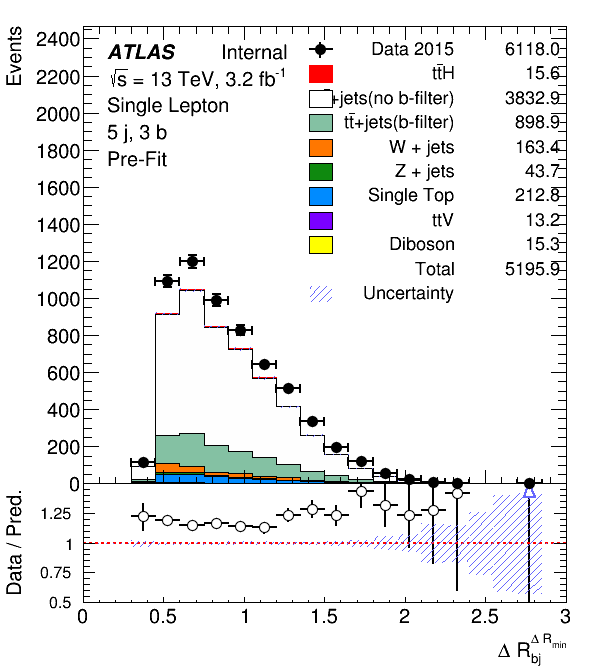 Events
2400
2200
2000
1800
1600
1400
1200
1000
800
600
400
200
0
ATLAS Internal
√s = 13 TeV, 3.2 fb⁻¹
Single Lepton
5 j, 3 b
Pre-Fit
Data 2015 6118.0
tt̄H 15.6
+jets(no b-filter) 3832.9
tt̄+jets(b-filter) 898.9
W + jets 163.4
Z + jets 43.7
Single Top 212.8
ttV 13.2
Diboson 15.3
Total 5195.9
Uncertainty
Data / Pred.
1.25
1
0.75
0.5
0 0.5 1 1.5 2 2.5 3
Δ R_bj^Δ R_min